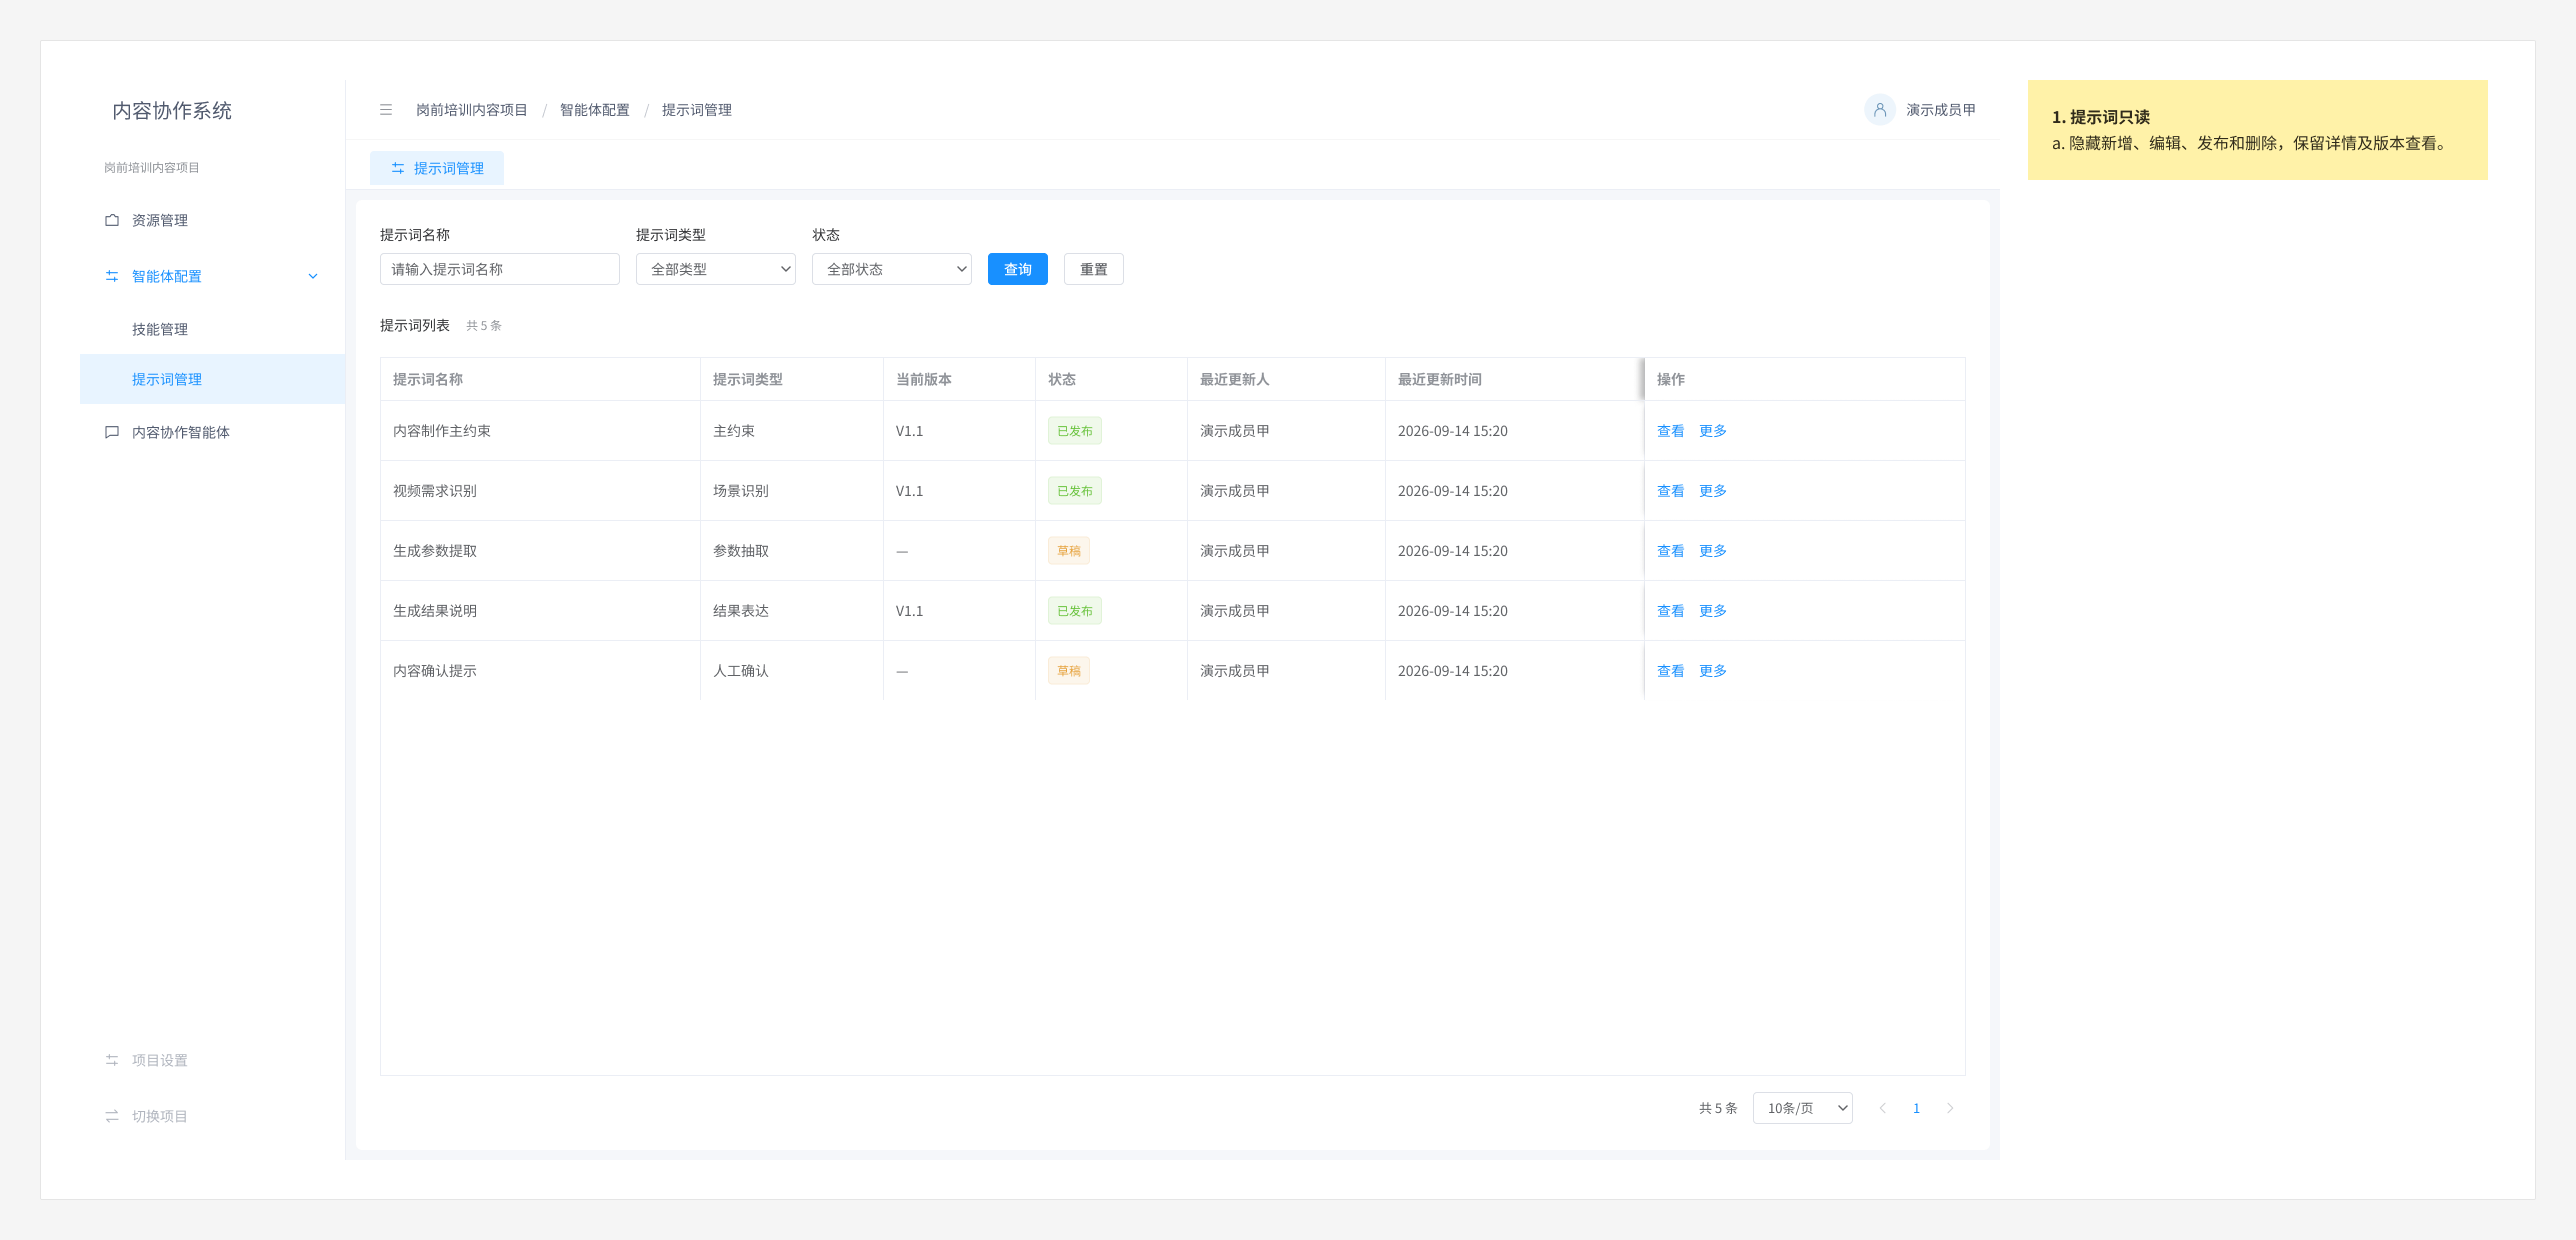 内容协作系统
岗前培训内容项目
资源管理
智能体配置
技能管理
提示词管理
内容协作智能体
项目设置
切换项目
岗前培训内容项目 / 智能体配置 / 提示词管理
演示成员甲
提示词管理
提示词名称 提示词类型 状态
请输入提示词名称 全部类型 全部状态 查询 重置
提示词列表 共 5 条
提示词名称 提示词类型 当前版本 状态 最近更新人 最近更新时间 操作
内容制作主约束 主约束 V1.1 已发布 演示成员甲 2026-09-14 15:20 查看 更多
视频需求识别 场景识别 V1.1 已发布 演示成员甲 2026-09-14 15:20 查看 更多
生成参数提取 参数抽取 — 草稿 演示成员甲 2026-09-14 15:20 查看 更多
生成结果说明 结果表达 V1.1 已发布 演示成员甲 2026-09-14 15:20 查看 更多
内容确认提示 人工确认 — 草稿 演示成员甲 2026-09-14 15:20 查看 更多
共 5 条 10条/页 1
1. 提示词只读
a. 隐藏新增、编辑、发布和删除，保留详情及版本查看。